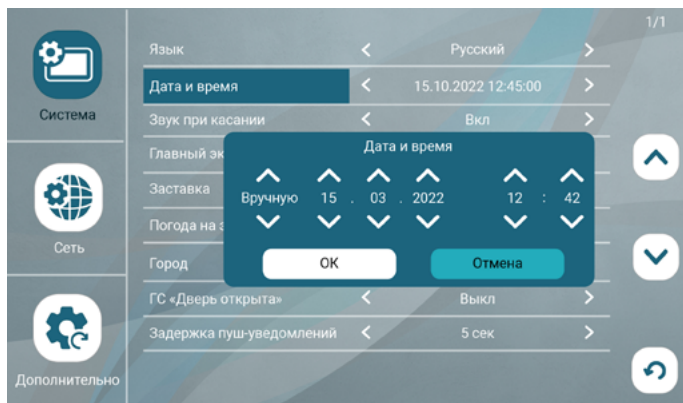 1/1
Язык < Русский >
Дата и время < 15.10.2022 12:45:00 >
Система
Звук при касании < Вкл >
Главный эк
Дата и время
Заставка
Вручную 15 . 03 . 2022 12 : 42
Погода на з
Сеть
Город
ОК Отмена
ГС «Дверь открыта» < Выкл >
Задержка пуш-уведомлений < 5 сек >
Дополнительно